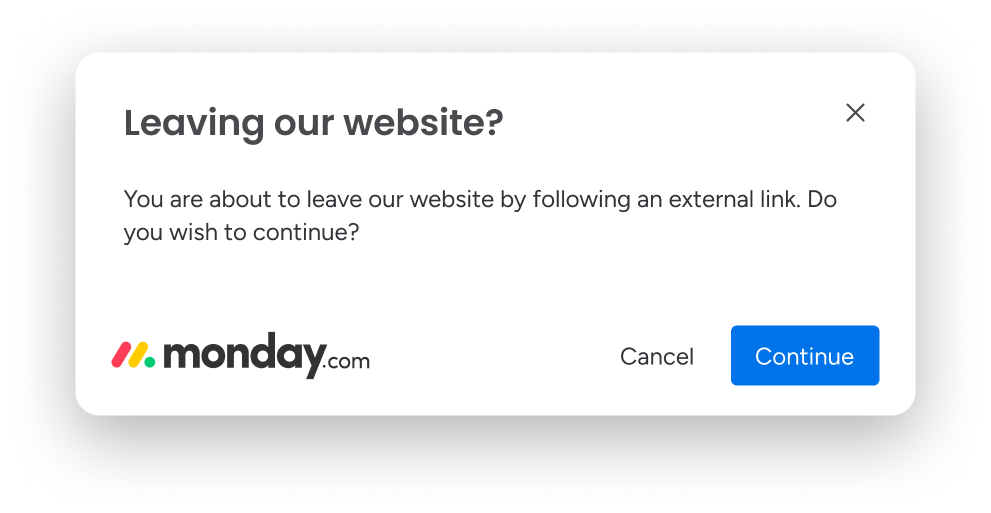 Leaving our website?
You are about to leave our website by following an external link. Do
you wish to continue?
monday.com
Cancel
Continue